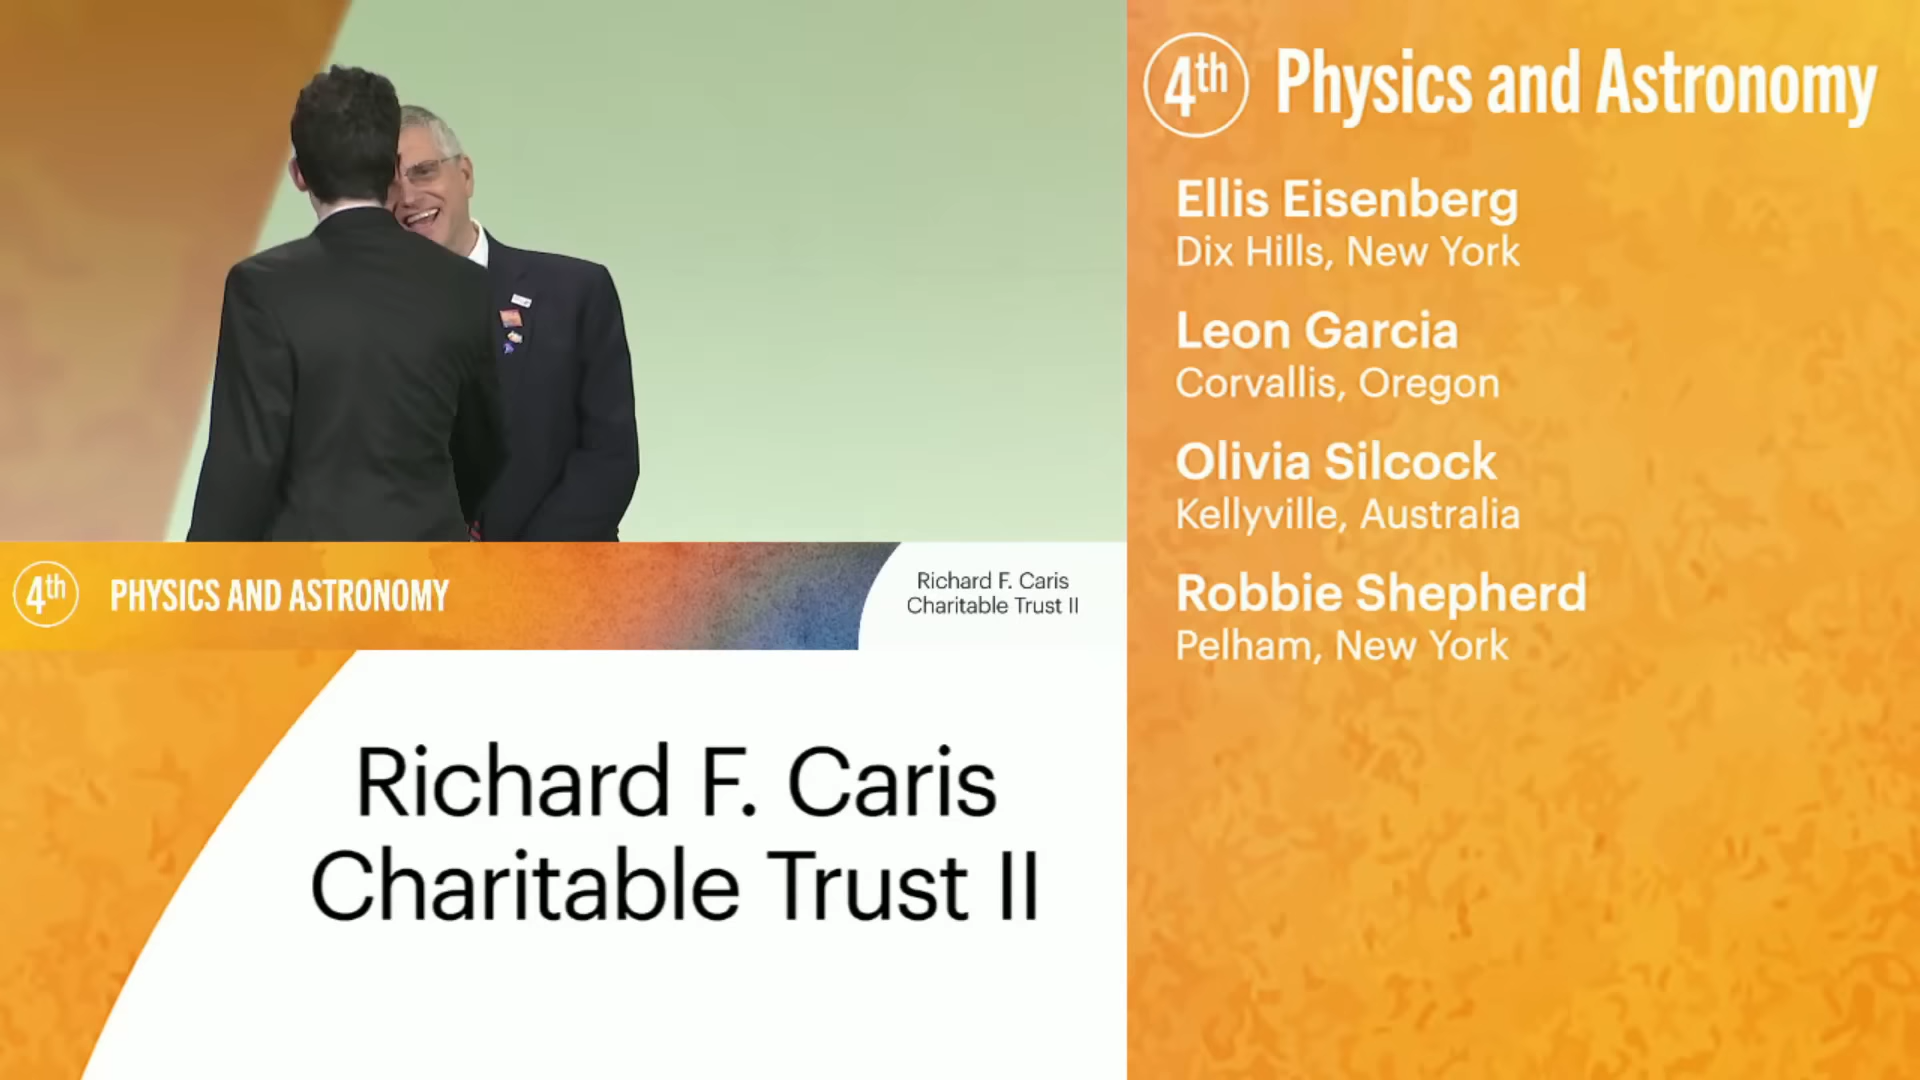 4th Physics and Astronomy
Ellis Eisenberg
Dix Hills, New York
Leon Garcia
Corvallis, Oregon
Olivia Silcock
Kellyville, Australia
Robbie Shepherd
Pelham, New York
4th PHYSICS AND ASTRONOMY
Richard F. Caris
Charitable Trust II
Richard F. Caris
Charitable Trust II